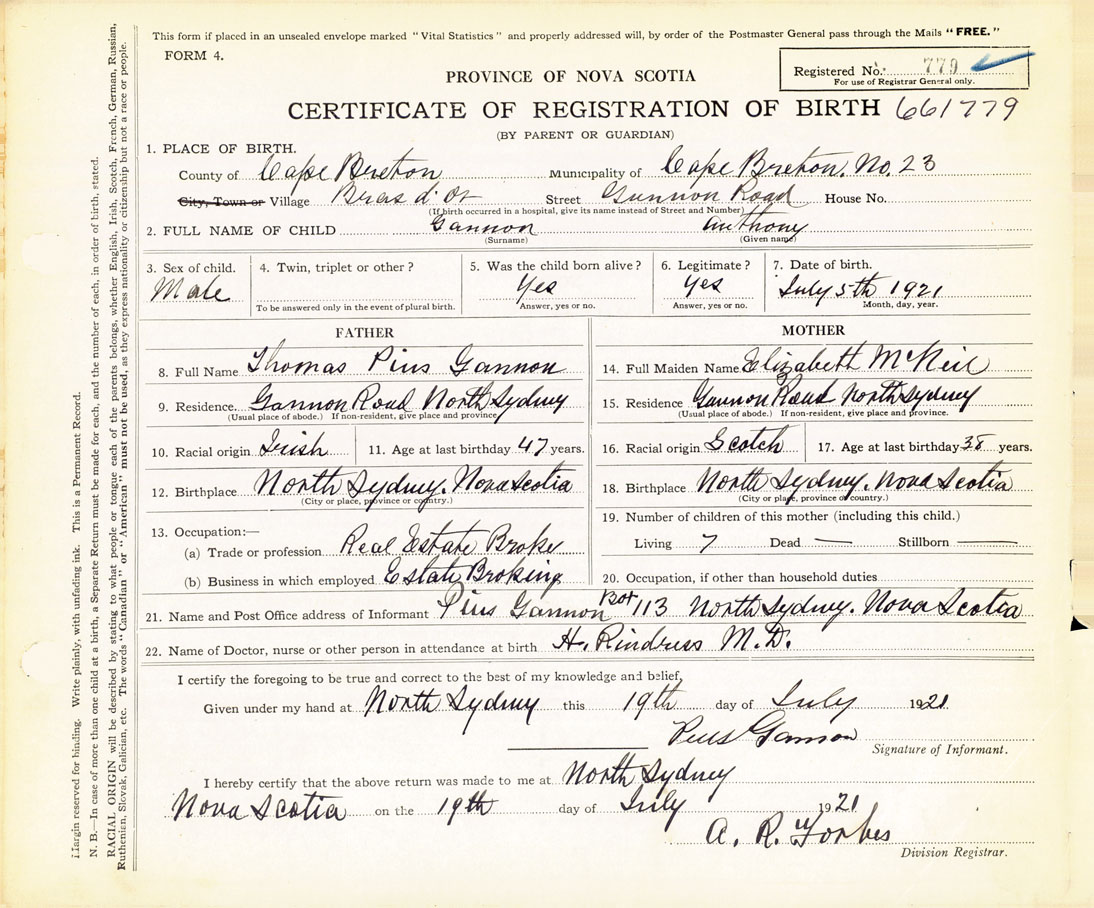 This form if placed in an unsealed envelope marked "Vital Statistics" and properly addressed will, by order of the Postmaster General pass through the Mails "FREE."
FORM 4.
Registered No. 779
For use of Registrar General only.
PROVINCE OF NOVA SCOTIA
CERTIFICATE OF REGISTRATION OF BIRTH 661779
(BY PARENT OR GUARDIAN)
1. PLACE OF BIRTH.
County of Cape Breton Municipality of Cape Breton. No. 23
City, Town or Village Bras d'Or Street Gannon Road House No.
(If birth occurred in a hospital, give its name instead of Street and Number)
2. FULL NAME OF CHILD Gannon Anthony
(Surname) (Given name)
3. Sex of child. 4. Twin, triplet or other? 5. Was the child born alive? 6. Legitimate? 7. Date of birth.
Male Yes Yes July 5th 1921
To be answered only in the event of plural birth. Answer, yes or no. Answer, yes or no. Month, day, year.
FATHER
8. Full Name Thomas Pius Gannon
9. Residence Gannon Road North Sydney
(Usual place of abode.) If non-resident, give place and province
10. Racial origin Irish 11. Age at last birthday 47 years.
12. Birthplace North Sydney. Nova Scotia
(City or place, province or country.)
13. Occupation:—
(a) Trade or profession Real Estate Broke
(b) Business in which employed Estate Broking
MOTHER
14. Full Maiden Name Elizabeth McNeil
15. Residence Gannon Road North Sydney
(Usual place of abode.) If non-resident, give place and province.
16. Racial origin Scotch 17. Age at last birthday 38 years.
18. Birthplace North Sydney. Nova Scotia
(City or place, province or country.)
19. Number of children of this mother (including this child.)
Living 7 Dead — Stillborn —
20. Occupation, if other than household duties
21. Name and Post Office address of Informant Pius Gannon Box 113 North Sydney. Nova Scotia
22. Name of Doctor, nurse or other person in attendance at birth H. Rindress M.D.
I certify the foregoing to be true and correct to the best of my knowledge and belief.
Given under my hand at North Sydney this 19th day of July 1921
Pius Gannon
Signature of Informant.
I hereby certify that the above return was made to me at North Sydney
Nova Scotia on the 19th day of July 1921
A. R. Forbes
Division Registrar.
Margin reserved for binding. Write plainly, with unfading ink. This is a Permanent Record.
N. B.—In case of more than one child at a birth, a Separate Return must be made for each, and the number of each, in order of birth, stated.
RACIAL ORIGIN will be described by stating to what people or tongue each of the parents belongs, whether English, Irish, Scotch, French, German, Russian,
Ruthenian, Slovak, Galician, etc. The words "Canadian" or "American" must not be used, as they express nationality or citizenship but not a race or people.